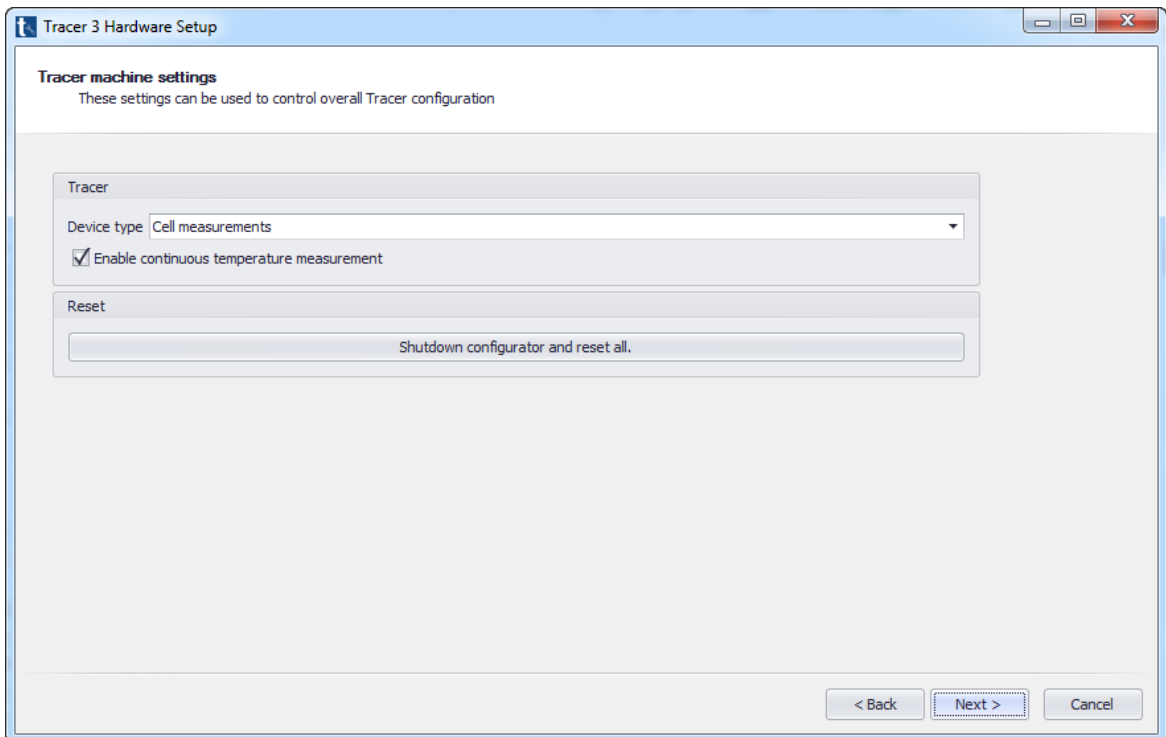 Tracer 3 Hardware Setup
Tracer machine settings
These settings can be used to control overall Tracer configuration
Tracer
Device type Cell measurements
Enable continuous temperature measurement
Reset
Shutdown configurator and reset all.
< Back Next > Cancel